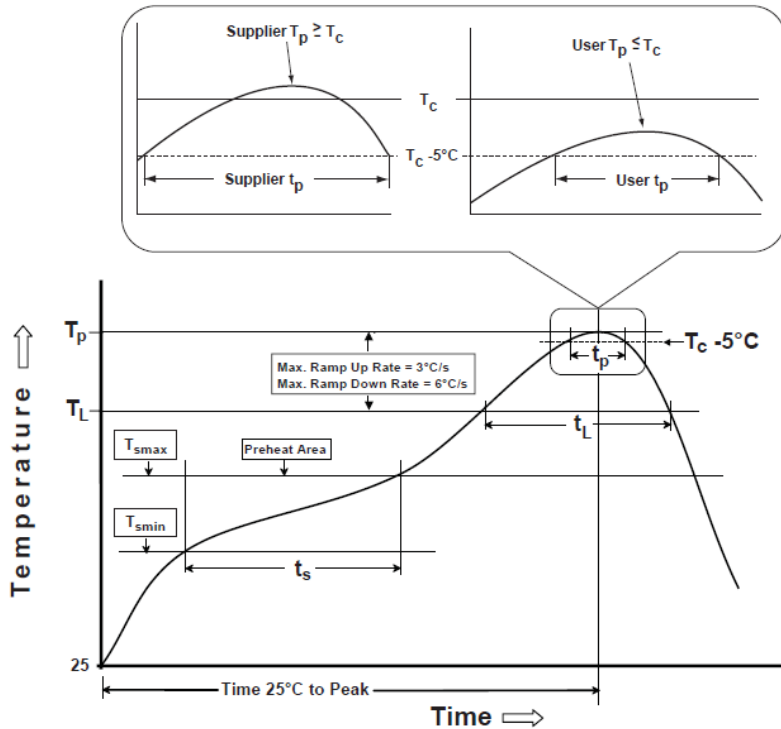 Supplier Tp ≥ Tc
User Tp ≤ Tc
Tc
Tc -5°C
Supplier tp
User tp
Tp
Tc -5°C
tp
Max. Ramp Up Rate = 3°C/s
Max. Ramp Down Rate = 6°C/s
TL
tL
Tsmax
Preheat Area
Tsmin
ts
Temperature
25
Time 25°C to Peak
Time